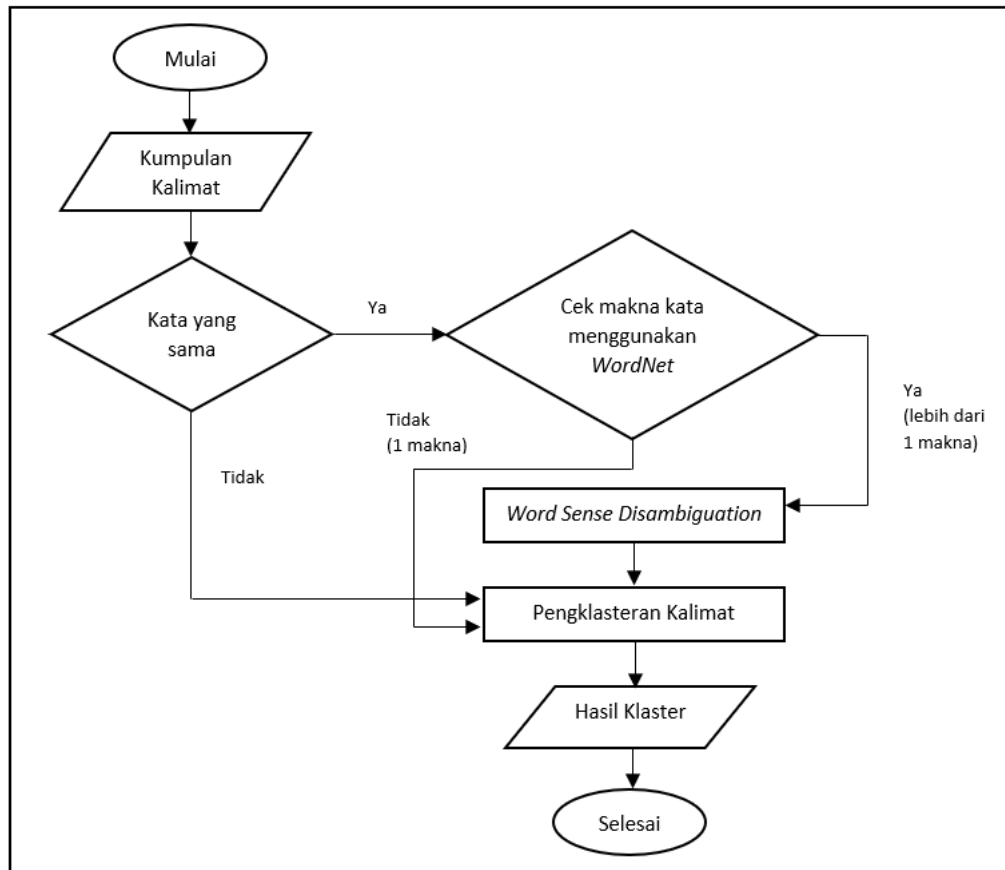 Mulai
Kumpulan
Kalimat
Kata yang
sama
Ya
Cek makna kata
menggunakan
WordNet
Ya
(lebih dari
1 makna)
Tidak
(1 makna)
Tidak
Word Sense Disambiguation
Pengklasteran Kalimat
Hasil Klaster
Selesai